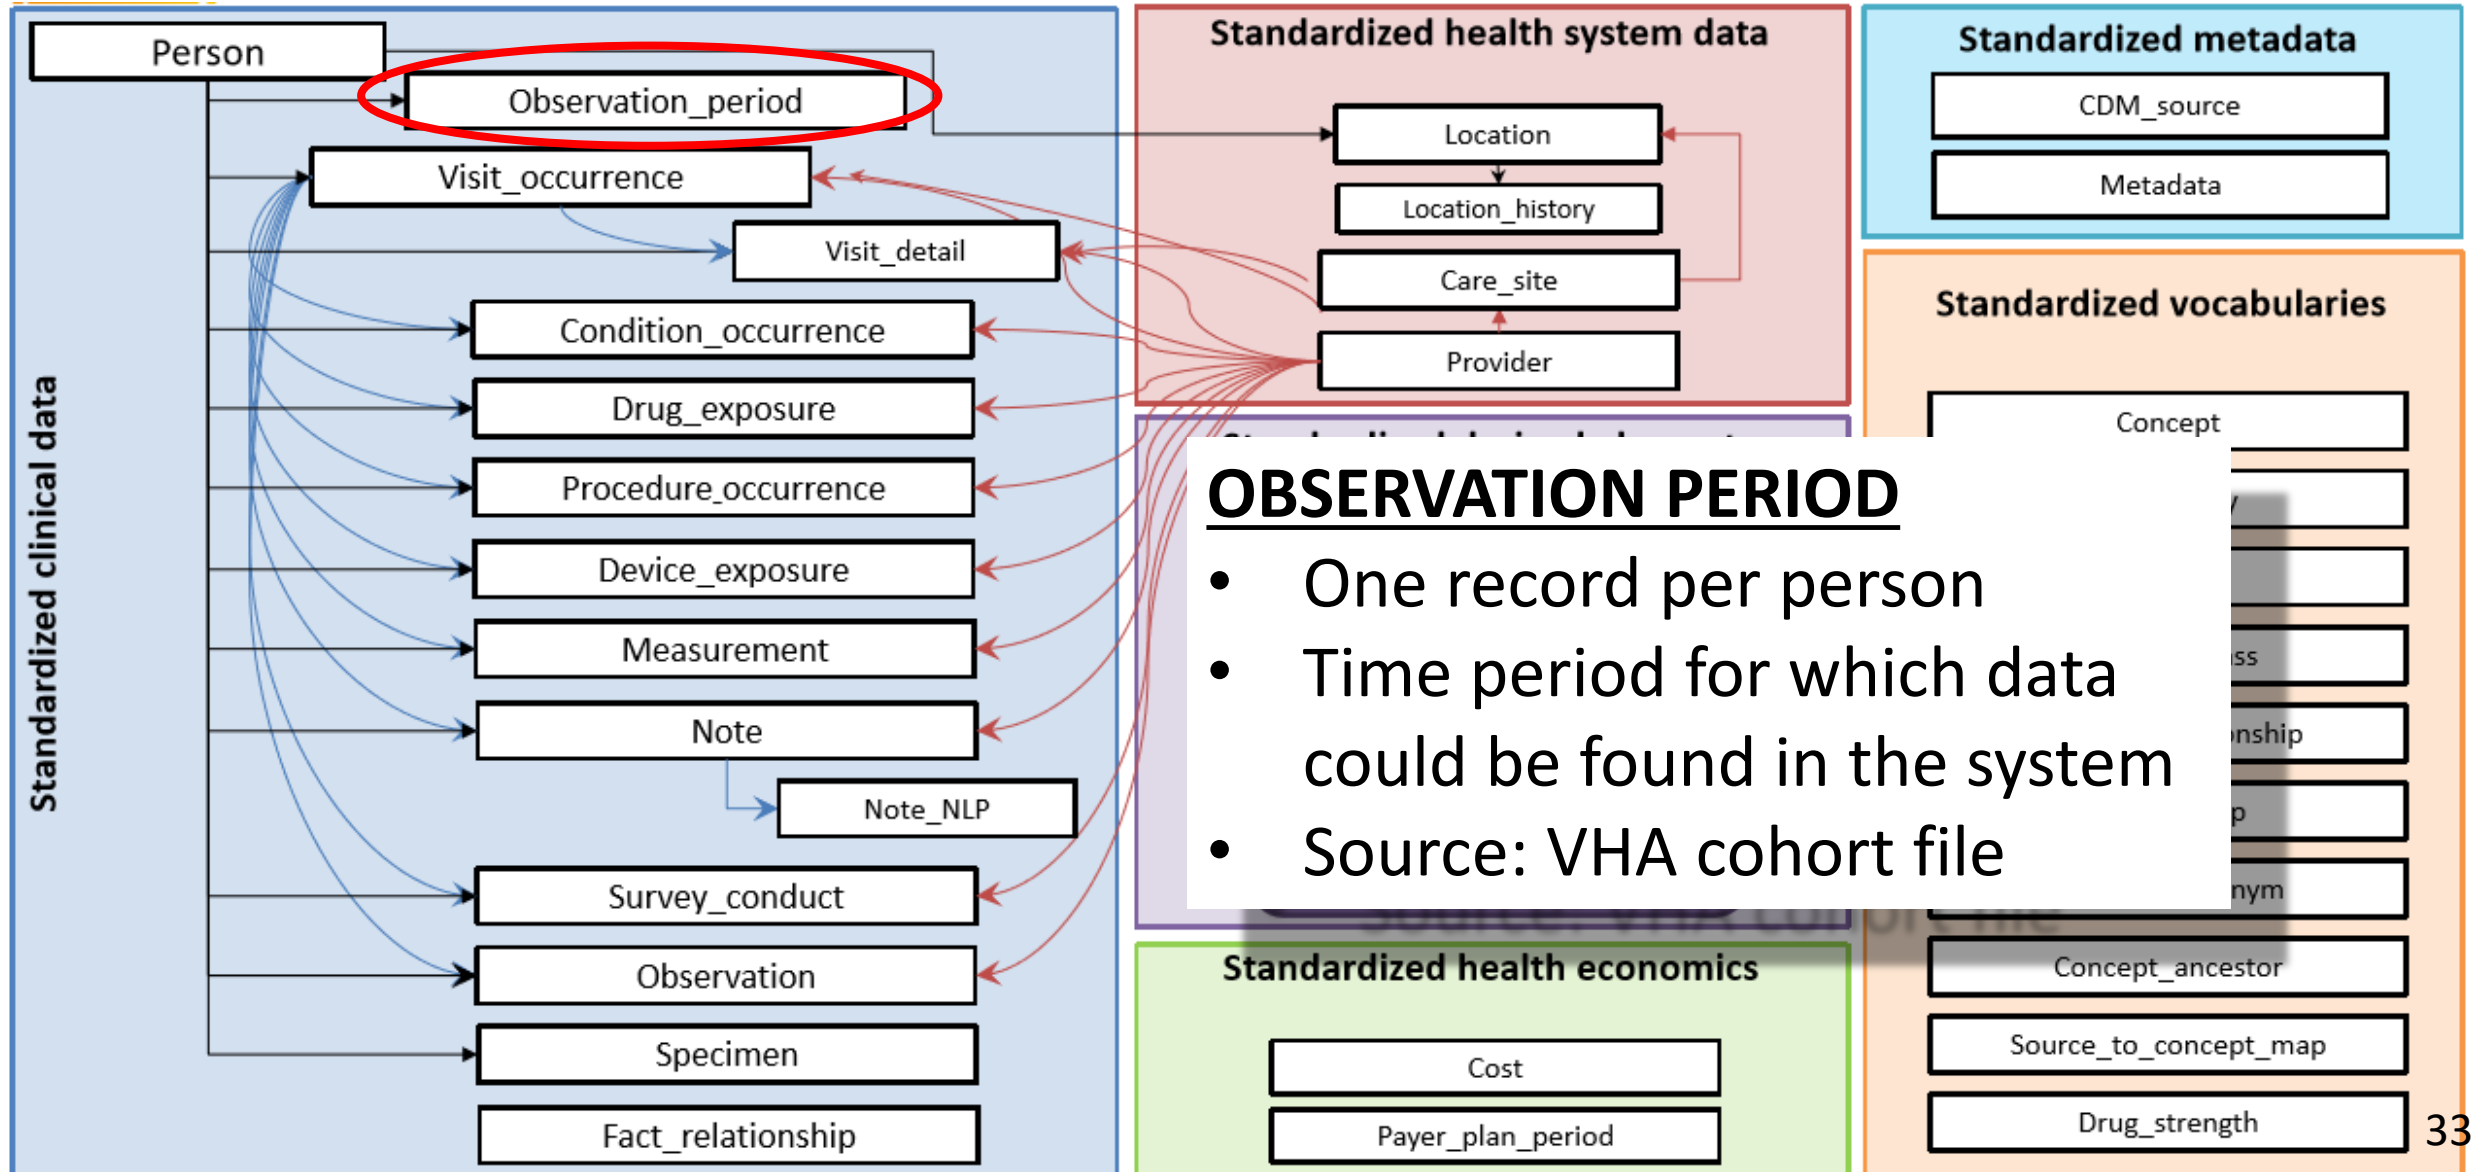 Person
Observation_period
Visit_occurrence
Visit_detail
Condition_occurrence
Drug_exposure
Procedure_occurrence
Device_exposure
Measurement
Note
Note_NLP
Survey_conduct
Observation
Specimen
Fact_relationship
Standardized clinical data
Standardized health system data
Location
Location_history
Care_site
Provider
OBSERVATION PERIOD
• One record per person
• Time period for which data
could be found in the system
• Source: VHA cohort file
Standardized health economics
Cost
Payer_plan_period
Standardized metadata
CDM_source
Metadata
Standardized vocabularies
Concept
Concept_ancestor
Source_to_concept_map
Drug_strength
33